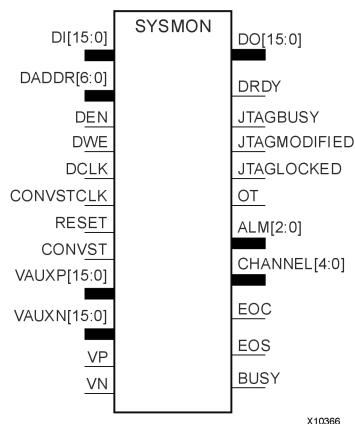 SYSMON
DI[15:0]
DADDR[6:0]
DEN
DWE
DCLK
CONVSTCLK
RESET
CONVST
VAUXP[15:0]
VAUXN[15:0]
VP
VN
DO[15:0]
DRDY
JTAGBUSY
JTAGMODIFIED
JTAGLOCKED
OT
ALM[2:0]
CHANNEL[4:0]
EOC
EOS
BUSY
X10366